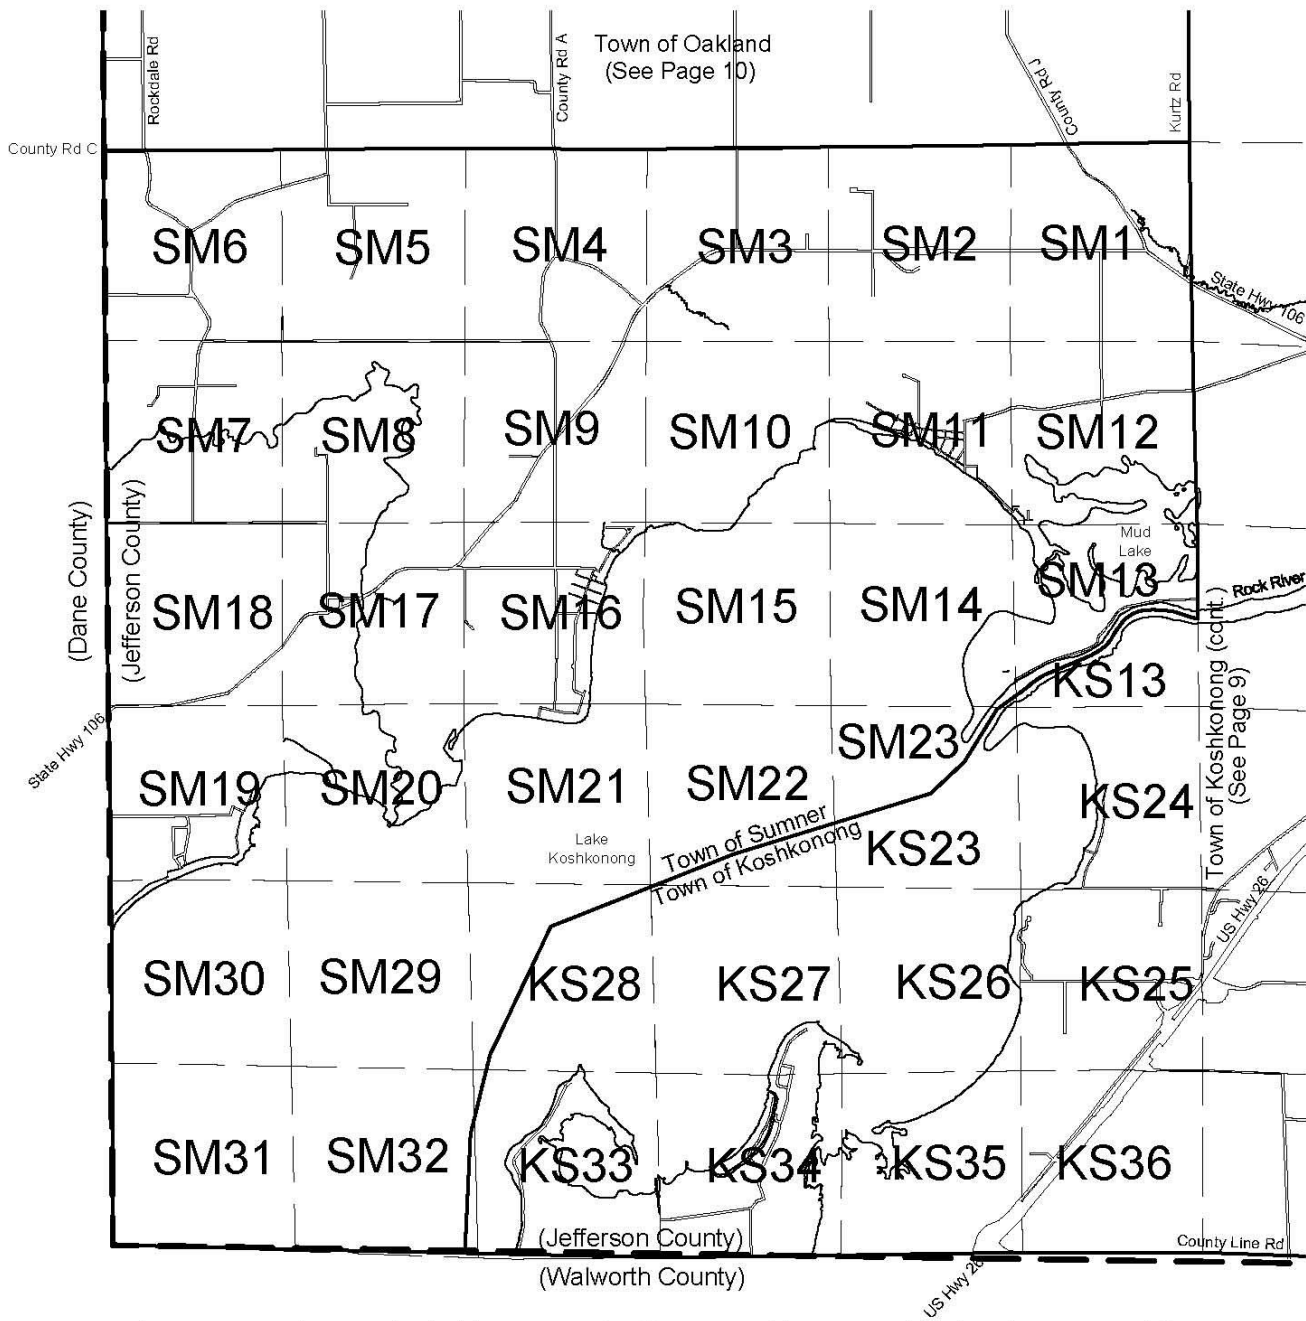 Town of Oakland
(See Page 10)
Rockdale Rd
County Rd A
County Rd J
Kurtz Rd
County Rd C
SM6
SM5
SM4
SM3
SM2
SM1
State Hwy 106
SM7
SM8
SM9
SM10
SM11
SM12
(Dane County)
(Jefferson County)
Mud
Lake
SM18
SM17
SM16
SM15
SM14
SM13
Rock River
KS13
Town of Koshkonong (cont.)
(See Page 9)
State Hwy 106
SM19
SM20
SM21
SM22
SM23
KS24
Lake
Koshkonong
Town of Sumner
Town of Koshkonong
KS23
US Hwy 26
SM30
SM29
KS28
KS27
KS26
KS25
SM31
SM32
KS33
KS34
KS35
KS36
(Jefferson County)
(Walworth County)
County Line Rd
US Hwy 26